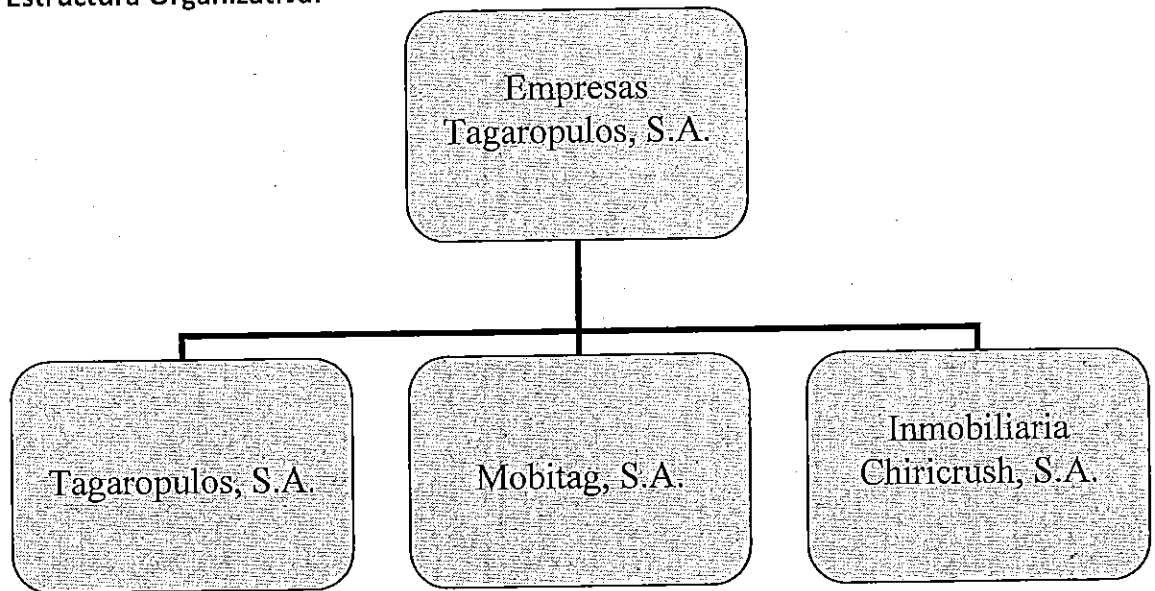 Estructura Organizativa:
Empresas
Tagaropulos, S.A.
Tagaropulos, S.A.
Mobitag, S.A.
Inmobiliaria
Chiricrush, S.A.